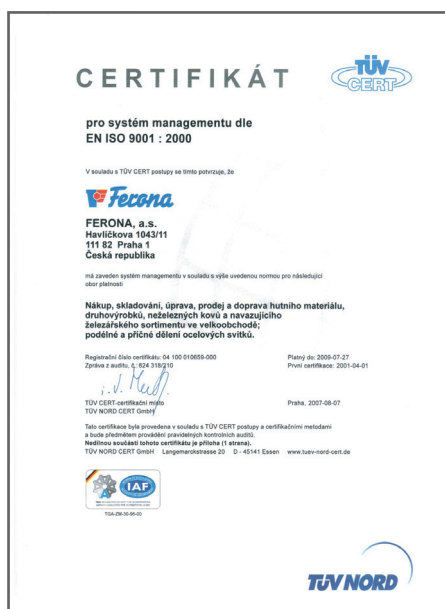 CERTIFIKÁT
TÜV
CERT
pro systém managementu dle
EN ISO 9001 : 2000
V souladu s TÜV CERT postupy se tímto potvrzuje, že
Ferona
FERONA, a.s.
Havlíčkova 1043/11
111 82 Praha 1
Česká republika
má zaveden systém managementu v souladu s výše uvedenou normou pro následující
obor platnosti
Nákup, skladování, úprava, prodej a doprava hutního materiálu,
druhovýrobků, neželezných kovů a navazujícího
železářského sortimentu ve velkoobchodě;
podélné a příčné dělení ocelových svitků.
Registrační číslo certifikátu: 04 100 010659-000
Platný do: 2009-07-27
Zpráva z auditu, č.: 624 318/210
První certifikace: 2001-04-01
TÜV CERT-certifikační místo
Praha, 2007-08-07
TÜV NORD CERT GmbH
Tato certifikace byla provedena v souladu s TÜV CERT postupy a certifikačními metodami
a bude předmětem provádění pravidelných kontrolních auditů.
Nedílnou součástí tohoto certifikátu je příloha (1 strana).
TÜV NORD CERT GmbH Langemarckstrasse 20 D - 45141 Essen www.tuev-nord-cert.de
IAF
TGA-ZM-30-96-00
TÜV NORD